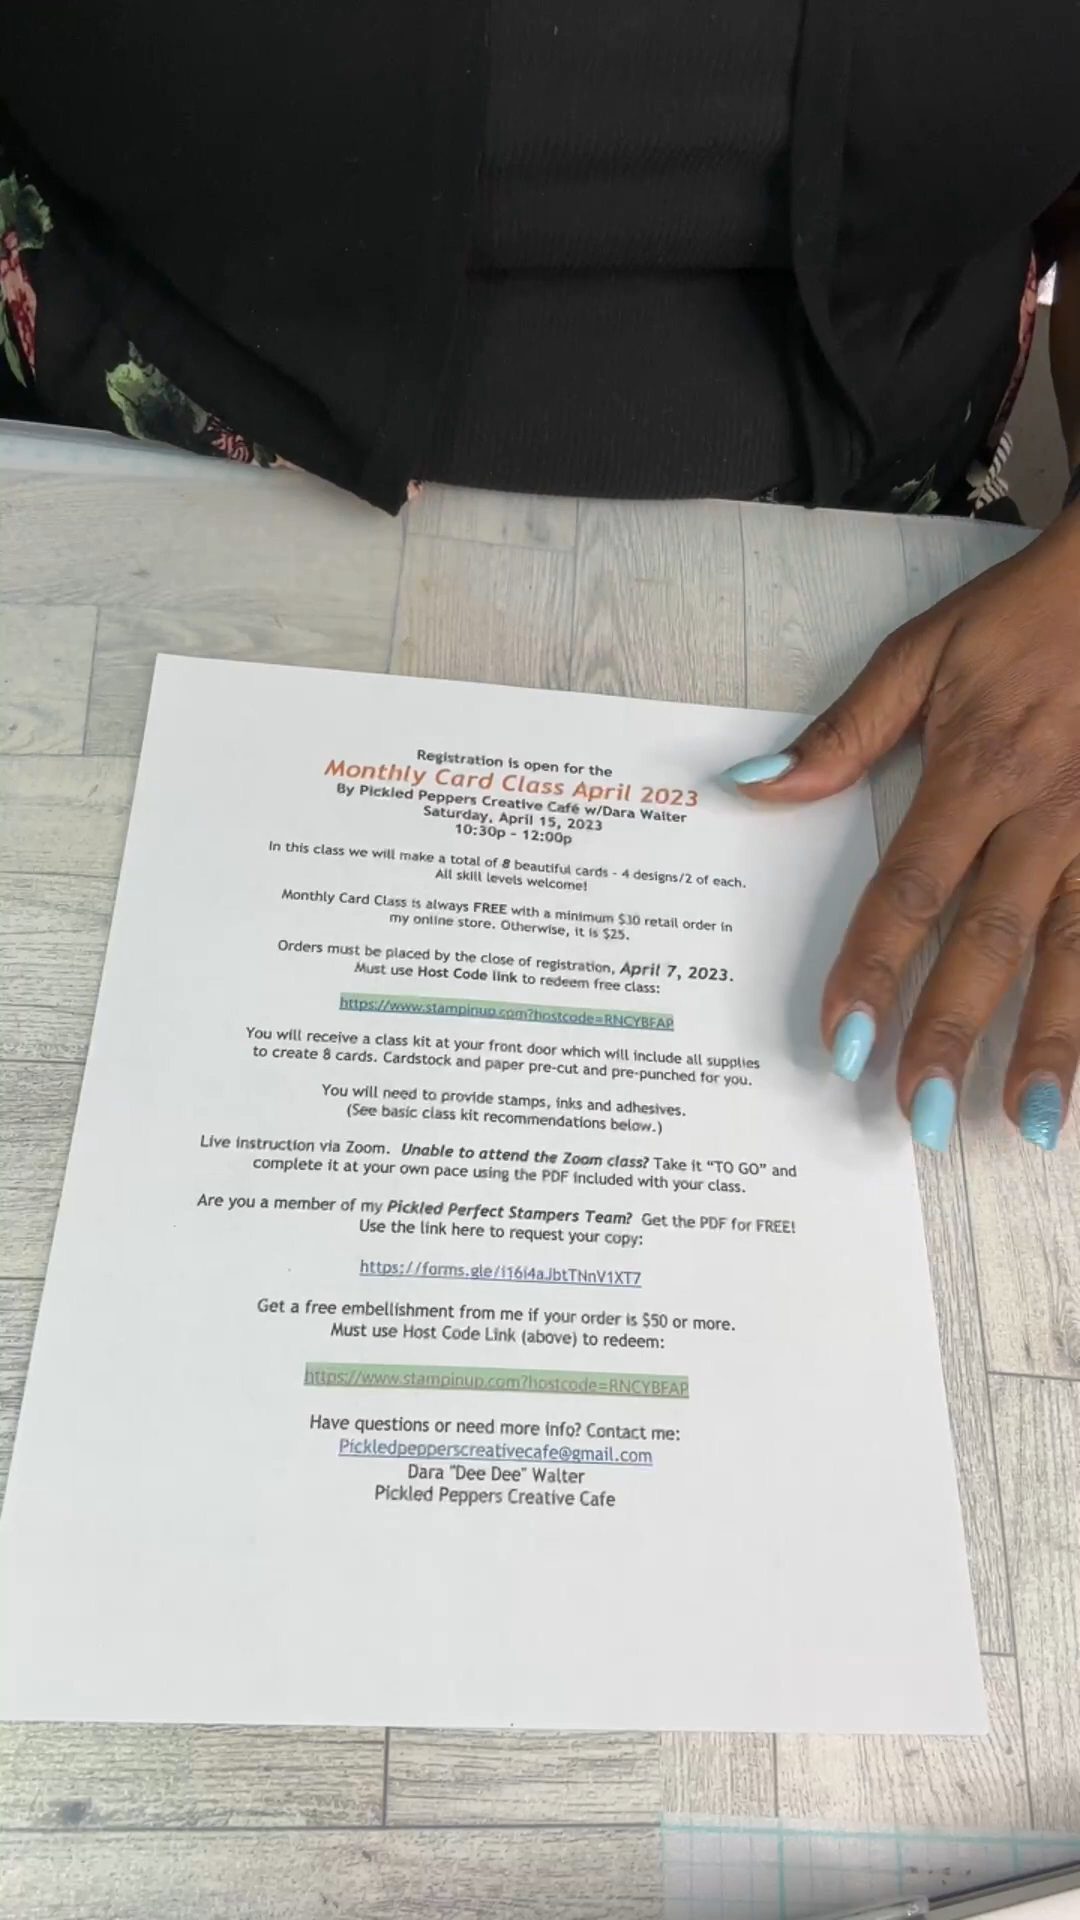 Registration is open for the
Monthly Card Class April 2023
By Pickled Peppers Creative Café w/Dara Walter
Saturday, April 15, 2023
10:30p - 12:00p
In this class we will make a total of 8 beautiful cards - 4 designs/2 of each.
All skill levels welcome!
Monthly Card Class is always FREE with a minimum $30 retail order in
my online store. Otherwise, it is $25.
Orders must be placed by the close of registration, April 7, 2023.
Must use Host Code link to redeem free class:
https://www.stampinup.com?hostcode=RNCYBFAP
You will receive a class kit at your front door which will include all supplies
to create 8 cards. Cardstock and paper pre-cut and pre-punched for you.
You will need to provide stamps, inks and adhesives.
(See basic class kit recommendations below.)
Live instruction via Zoom. Unable to attend the Zoom class? Take it “TO GO” and
complete it at your own pace using the PDF included with your class.
Are you a member of my Pickled Perfect Stampers Team? Get the PDF for FREE!
Use the link here to request your copy:
https://forms.gle/i16i4aJbtTNnV1XT7
Get a free embellishment from me if your order is $50 or more.
Must use Host Code Link (above) to redeem:
https://www.stampinup.com?hostcode=RNCYBFAP
Have questions or need more info? Contact me:
Pickledpepperscreativecafe@gmail.com
Dara "Dee Dee" Walter
Pickled Peppers Creative Cafe